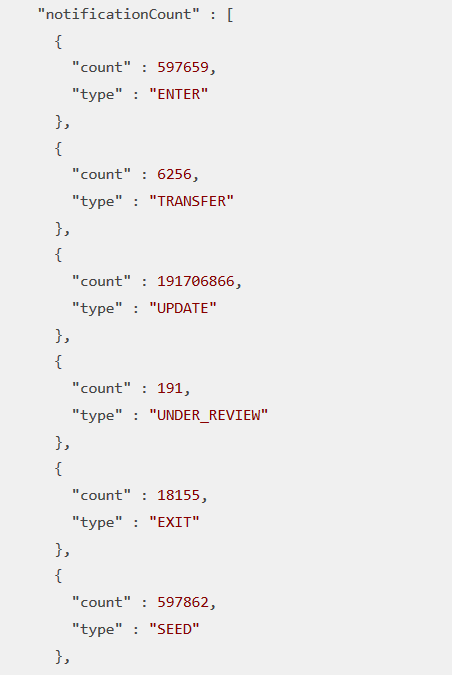 "notificationCount" : [
{
"count" : 597659,
"type" : "ENTER"
},
{
"count" : 6256,
"type" : "TRANSFER"
},
{
"count" : 191706866,
"type" : "UPDATE"
},
{
"count" : 191,
"type" : "UNDER_REVIEW"
},
{
"count" : 18155,
"type" : "EXIT"
},
{
"count" : 597862,
"type" : "SEED"
},